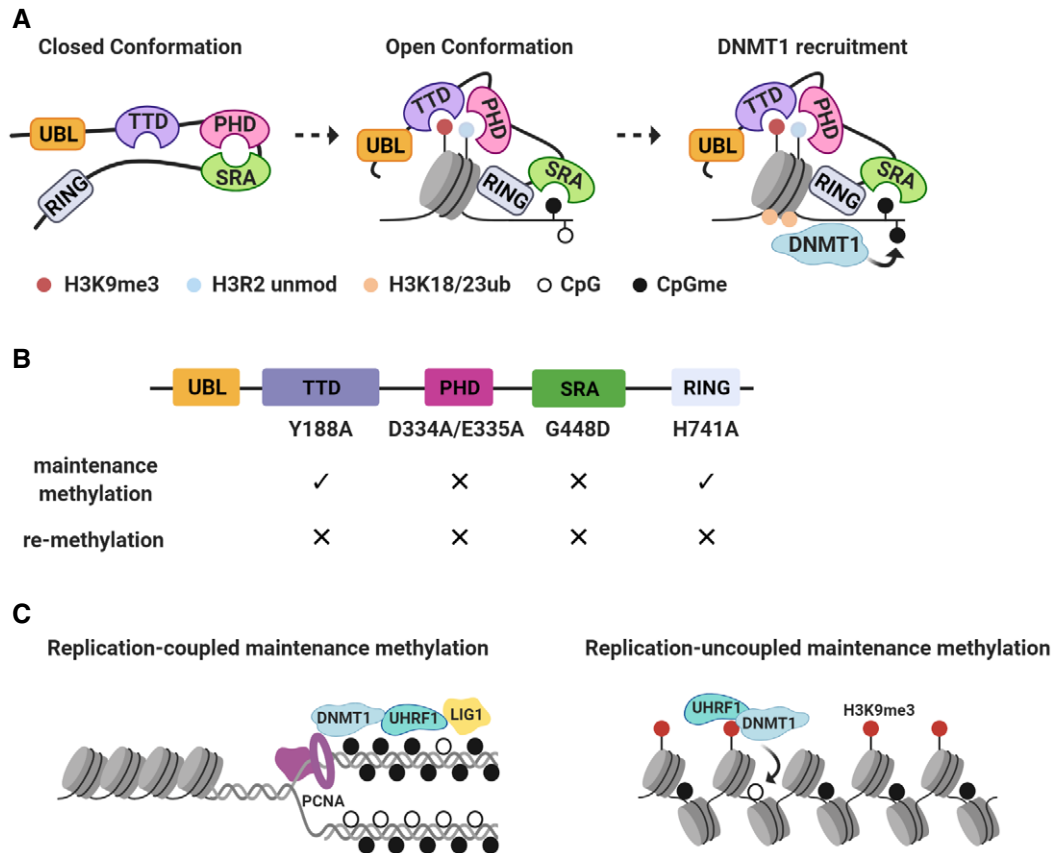 A
Closed Conformation
Open Conformation
DNMT1 recruitment
UBL
TTD
PHD
SRA
RING
TTD
PHD
UBL
RING
SRA
TTD
PHD
UBL
RING
SRA
DNMT1
H3K9me3
H3R2 unmod
H3K18/23ub
CpG
CpGme
B
UBL
TTD
PHD
SRA
RING
Y188A
D334A/E335A
G448D
H741A
maintenance
methylation
✓
✕
✕
✓
re-methylation
✕
✕
✕
✕
C
Replication-coupled maintenance methylation
Replication-uncoupled maintenance methylation
DNMT1
UHRF1
LIG1
PCNA
UHRF1
DNMT1
H3K9me3